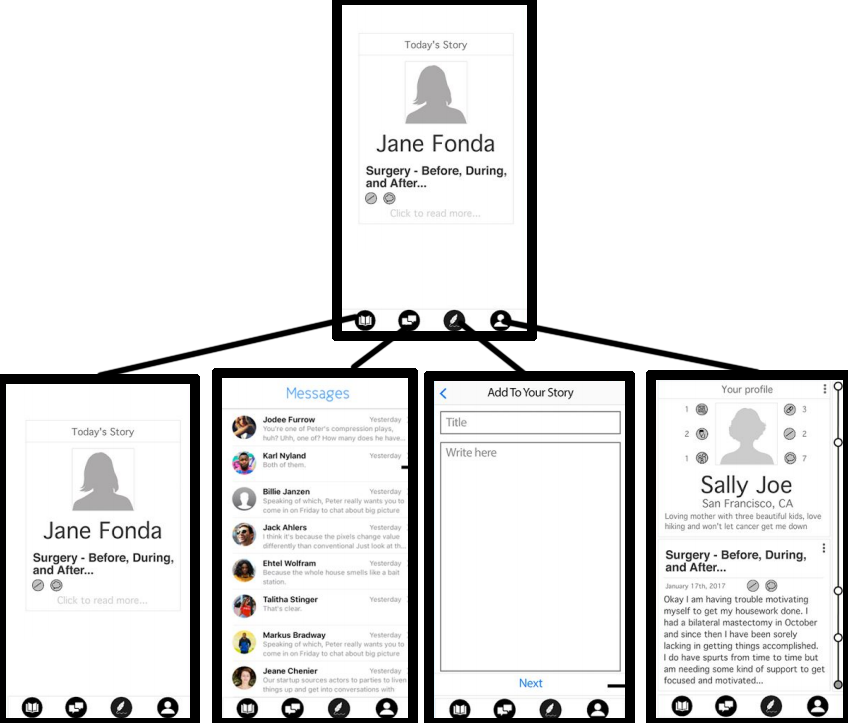 Today's Story
Jane Fonda
Surgery - Before, During,
and After...
Click to read more...
Today's Story
Jane Fonda
Surgery - Before, During,
and After...
Click to read more...
Messages
Jodee Furrow Yesterday
You're one of Peter's compression plays,
huh? Uhh, one of? How many does he have...
Karl Nyland Yesterday
Both of them.
Billie Janzen Yesterday
Speaking of which, Peter really wants you to
come in on Friday to chat about big picture
Jack Ahlers Yesterday
I think it's because the pixels change value
differently than conventional Just look at th...
Ehtel Wolfram Yesterday
Because the whole house smells like a bait
station.
Talitha Stinger Yesterday
That's clear.
Markus Bradway Yesterday
Speaking of which, Peter really wants you to
come in on Friday to chat about big picture
Jeane Chenier Yesterday
Our startup sources actors to parties to liven
things up and get into conversations with
Add To Your Story
Title
Write here
Next
Your profile
1 3
2 2
1 7
Sally Joe
San Francisco, CA
Loving mother with three beautiful kids, love
hiking and won't let cancer get me down
Surgery - Before, During,
and After...
January 17th, 2017
Okay I am having trouble motivating
myself to get my housework done. I
had a bilateral mastectomy in October
and since then I have been sorely
lacking in getting things accomplished.
I do have spurts from time to time but
am needing some kind of support to get
focused and motivated...